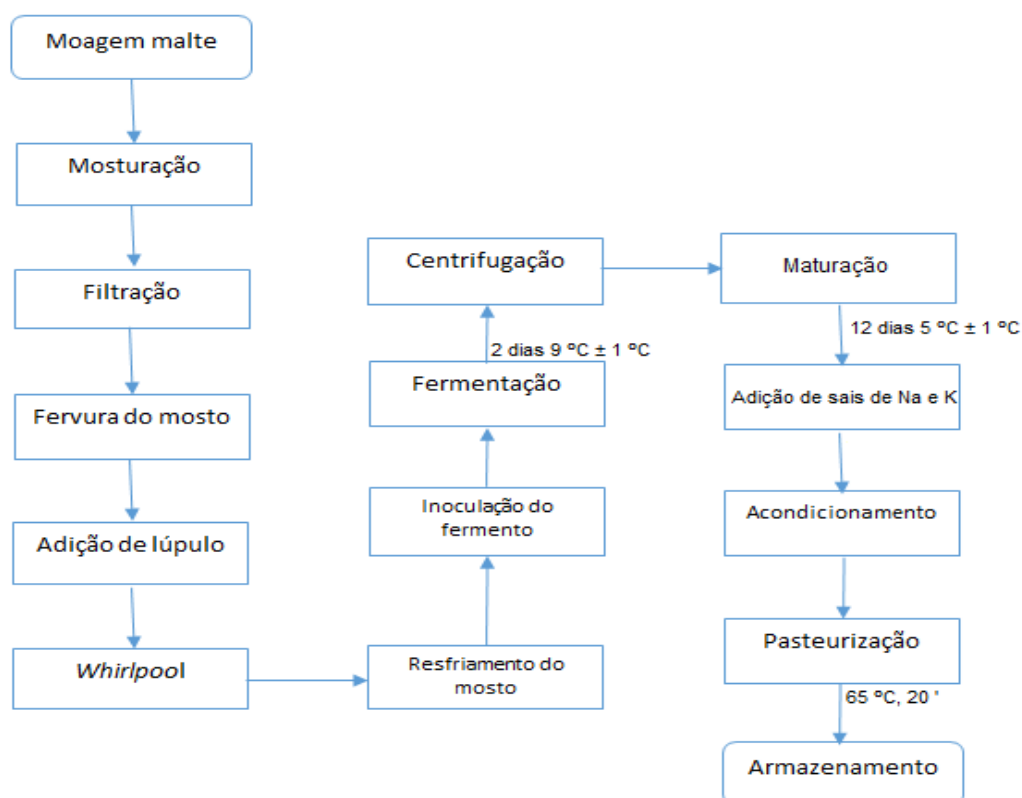 Moagem malte
Mosturação
Filtração
Fervura do mosto
Adição de lúpulo
Whirlpool
Resfriamento do
mosto
Inoculação do
fermento
Fermentação
2 dias 9 ºC ± 1 ºC
Centrifugação
Maturação
12 dias 5 ºC ± 1 ºC
Adição de sais de Na e K
Acondicionamento
Pasteurização
65 ºC, 20 '
Armazenamento